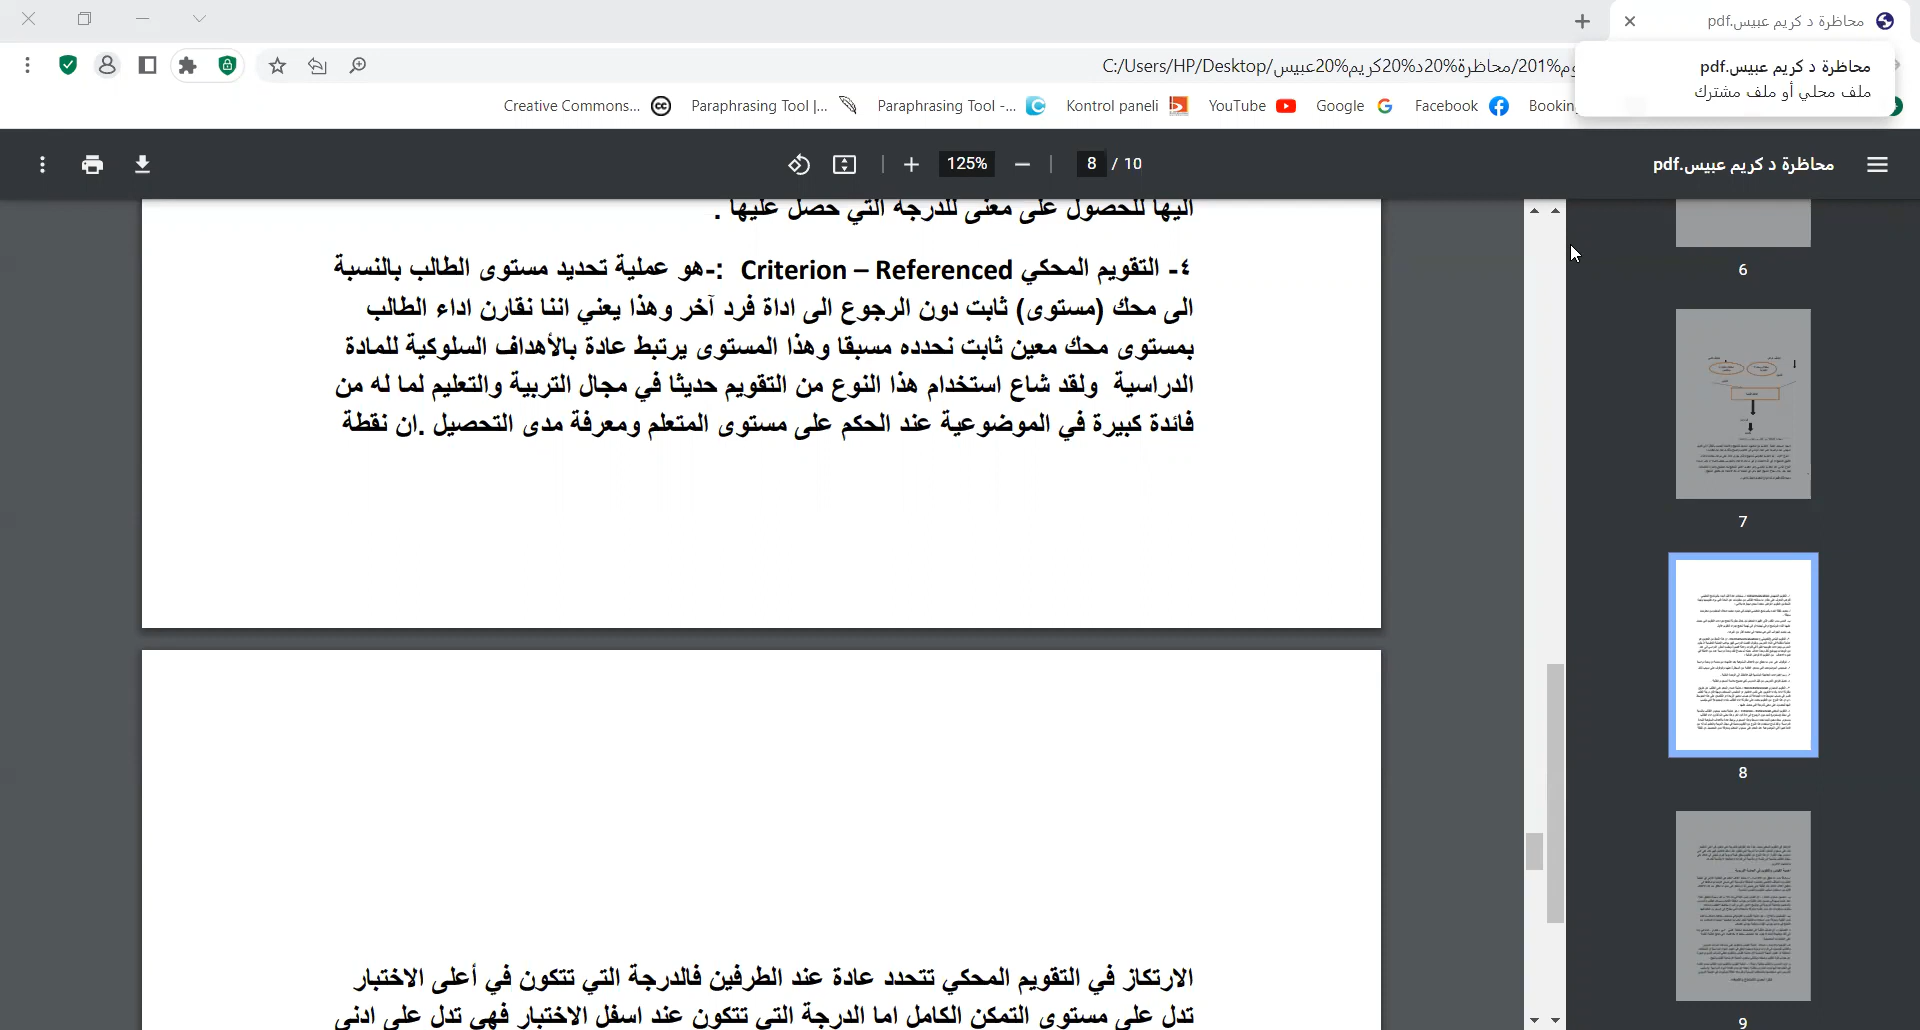 محاظرة د كريم عبيس.pdf
محاظرة د كريم عبيس.pdf
ملف محلي أو ملف مشترك
C:/Users/HP/Desktop/وم%201/محاظرة%20د%20كريم%20عبيس
Creative Commons...
Paraphrasing Tool |...
Paraphrasing Tool -...
Kontrol paneli
YouTube
Google
Facebook
Bookin
محاظرة د كريم عبيس.pdf
8 / 10
125%
اليها للحصول على معنى للدرجة التي حصل عليها .
٤- التقويم المحكي Criterion – Referenced :-هو عملية تحديد مستوى الطالب بالنسبة
الى محك (مستوى) ثابت دون الرجوع الى اداة فرد آخر وهذا يعني اننا نقارن اداء الطالب
بمستوى محك معين ثابت نحدده مسبقا وهذا المستوى يرتبط عادة بالأهداف السلوكية للمادة
الدراسية ولقد شاع استخدام هذا النوع من التقويم حديثا في مجال التربية والتعليم لما له من
فائدة كبيرة في الموضوعية عند الحكم على مستوى المتعلم ومعرفة مدى التحصيل .ان نقطة
الارتكاز في التقويم المحكي تتحدد عادة عند الطرفين فالدرجة التي تتكون في أعلى الاختبار
تدل على مستوى التمكن الكامل اما الدرجة التي تتكون عند اسفل الاختبار فهي تدل على ادنى
6
7
8
9